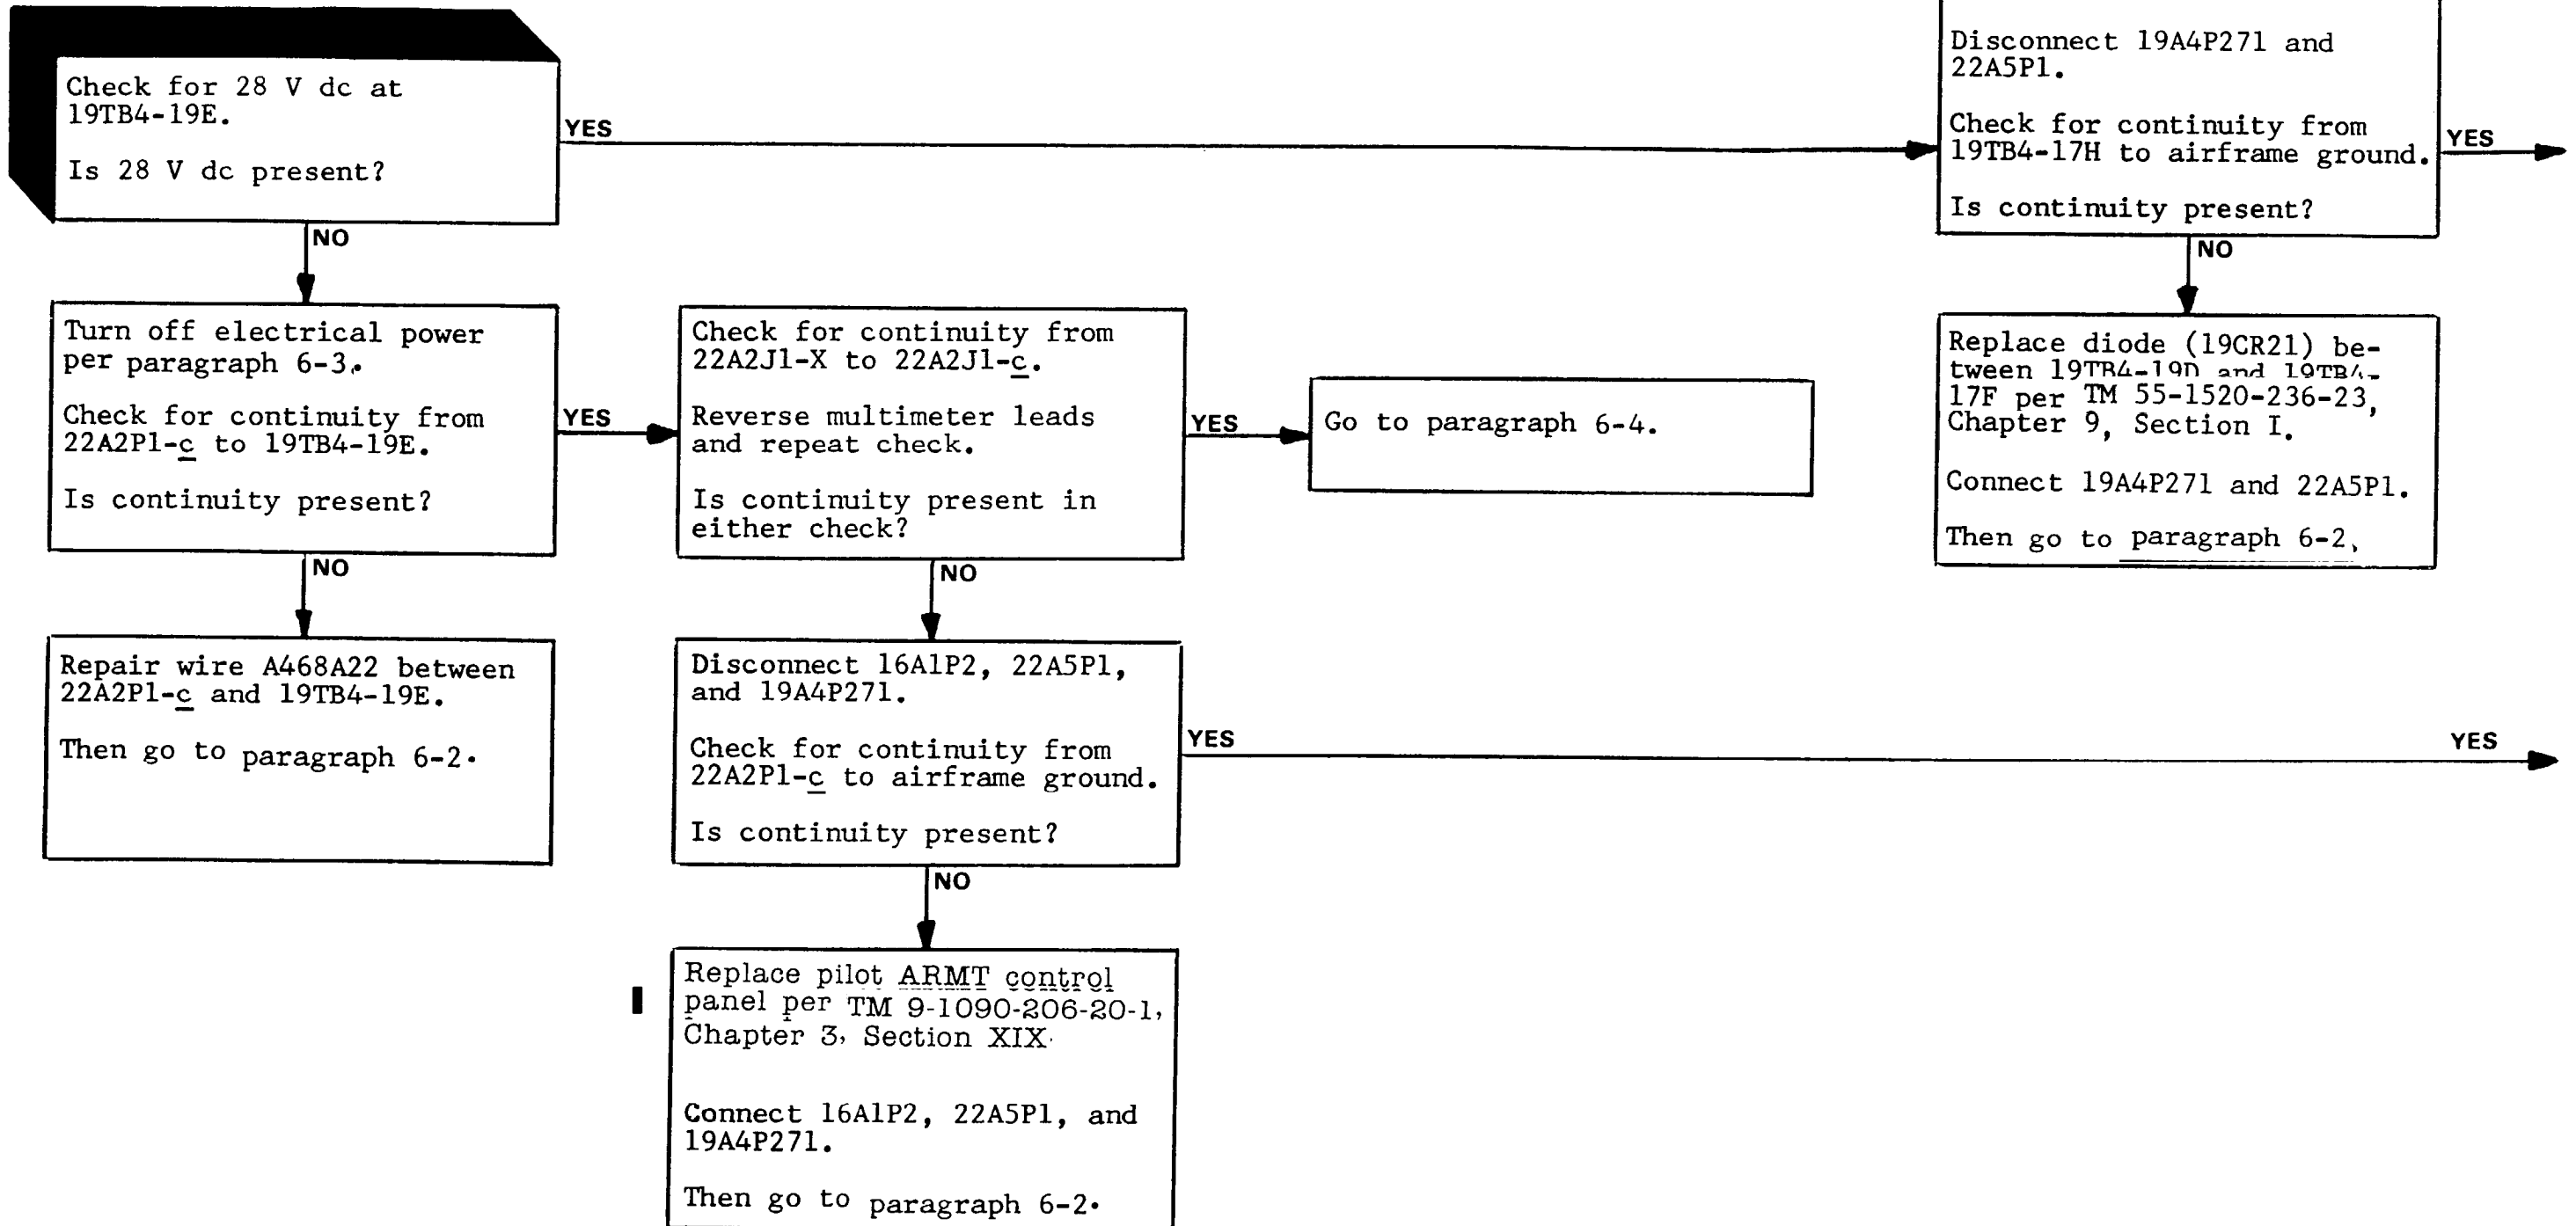 Check for 28 V dc at
19TB4-19E.
Is 28 V dc present?
YES
NO
Disconnect 19A4P271 and
22A5P1.
Check for continuity from
19TB4-17H to airframe ground.
Is continuity present?
YES
NO
Turn off electrical power
per paragraph 6-3.
Check for continuity from
22A2P1-c to 19TB4-19E.
Is continuity present?
YES
NO
Check for continuity from
22A2J1-X to 22A2J1-c.
Reverse multimeter leads
and repeat check.
Is continuity present in
either check?
YES
NO
Go to paragraph 6-4.
Replace diode (19CR21) be-
tween 19TB4-19D and 19TB4-
17F per TM 55-1520-236-23,
Chapter 9, Section I.
Connect 19A4P271 and 22A5P1.
Then go to paragraph 6-2,
Repair wire A468A22 between
22A2P1-c and 19TB4-19E.
Then go to paragraph 6-2.
Disconnect 16A1P2, 22A5P1,
and 19A4P271.
Check for continuity from
22A2P1-c to airframe ground.
Is continuity present?
YES
YES
NO
Replace pilot ARMT control
panel per TM 9-1090-206-20-1,
Chapter 3, Section XIX.
Connect 16A1P2, 22A5P1, and
19A4P271.
Then go to paragraph 6-2.